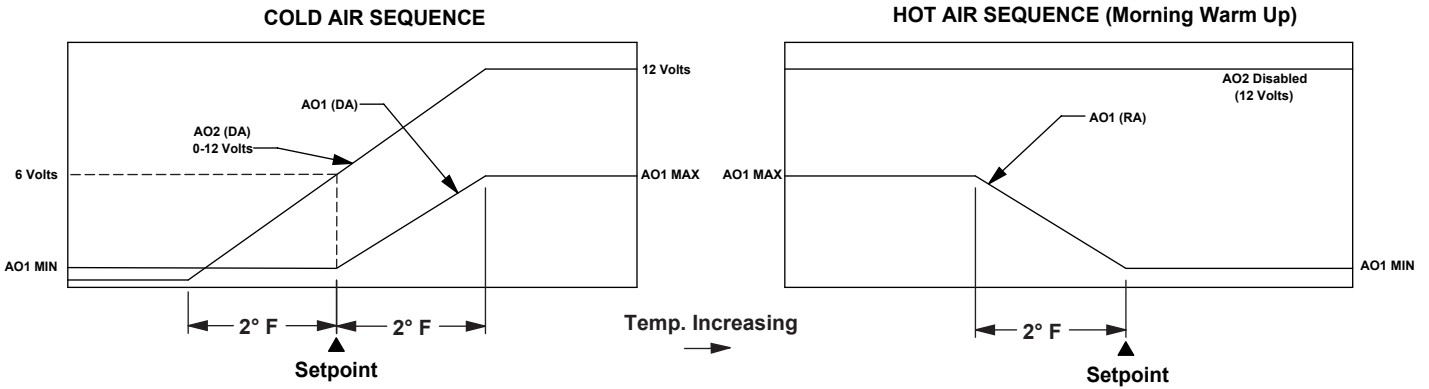 COLD AIR SEQUENCE
12 Volts
AO1 (DA)
AO2 (DA)
0-12 Volts
6 Volts
AO1 MAX
AO1 MIN
2° F
2° F
Setpoint
Temp. Increasing
HOT AIR SEQUENCE (Morning Warm Up)
AO2 Disabled
(12 Volts)
AO1 (RA)
AO1 MAX
AO1 MIN
2° F
Setpoint